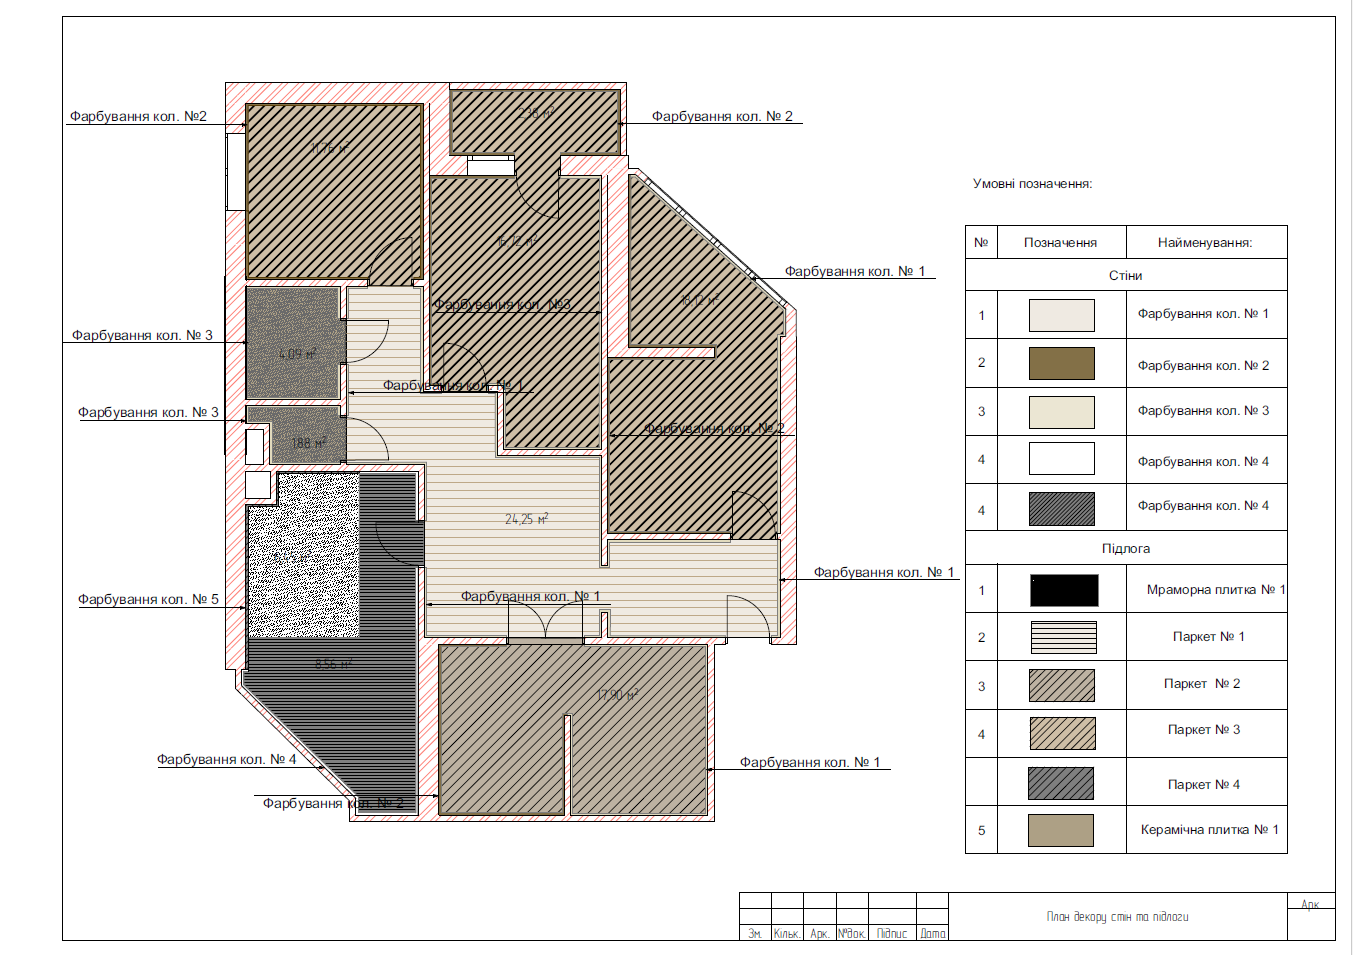 Фарбування кол. №2
Фарбування кол. № 2
2.38 м²
11,76 м²
Умовні позначення:
№ Позначення Найменування:
Стіни
1 Фарбування кол. № 1
2 Фарбування кол. № 2
3 Фарбування кол. № 3
4 Фарбування кол. № 4
4 Фарбування кол. № 4
Підлога
1 Мраморна плитка № 1
2 Паркет № 1
3 Паркет № 2
4 Паркет № 3
Паркет № 4
5 Керамічна плитка № 1
16,72 м²
Фарбування кол. № 1
18,12 м²
Фарбування кол. №3
Фарбування кол. № 3
4.09 м²
Фарбування кол. № 1
Фарбування кол. № 3
Фарбування кол. № 2
1.88 м²
24,25 м²
Фарбування кол. № 1
Фарбування кол. № 5
Фарбування кол. № 1
8.56 м²
17.90 м²
Фарбування кол. № 4
Фарбування кол. № 1
Фарбування кол. № 2
План декору стін та підлоги
Арк
Зм. Кільк. Арк. №док. Підпис Дата